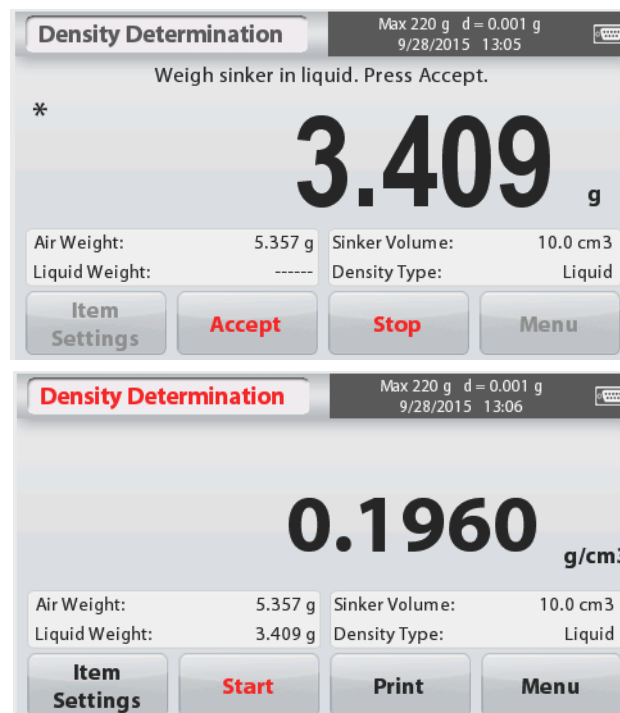 Density Determination
Max 220 g d = 0.001 g
9/28/2015 13:05
Weigh sinker in liquid. Press Accept.
*
3.409 g
Air Weight: 5.357 g Sinker Volume: 10.0 cm3
Liquid Weight: ------ Density Type: Liquid
Item Settings Accept Stop Menu
Density Determination
Max 220 g d = 0.001 g
9/28/2015 13:06
0.1960 g/cm3
Air Weight: 5.357 g Sinker Volume: 10.0 cm3
Liquid Weight: 3.409 g Density Type: Liquid
Item Settings Start Print Menu